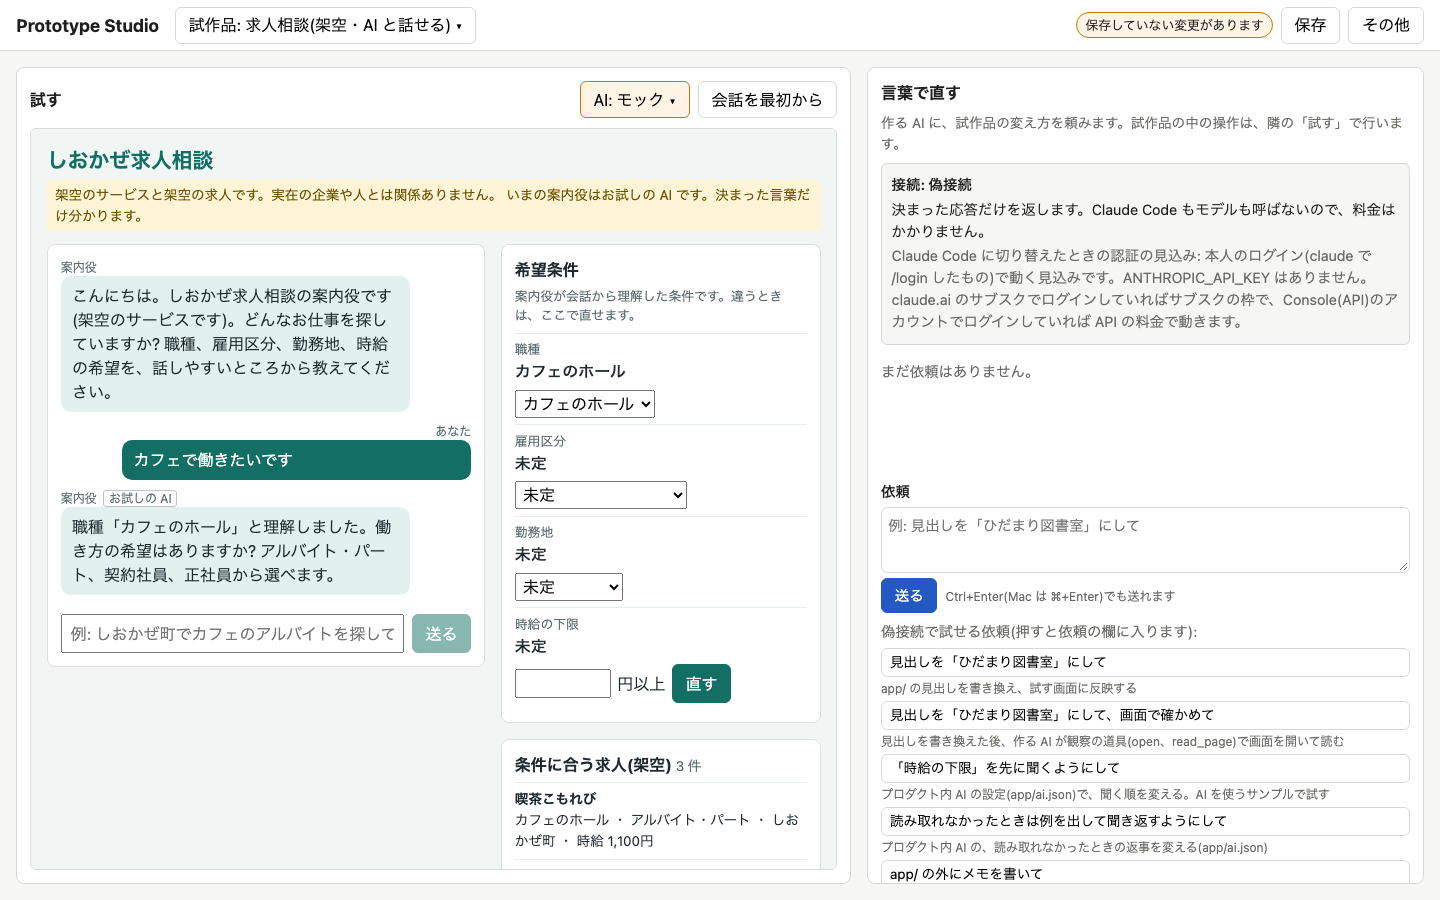 Prototype Studio
試作品: 求人相談(架空・AI と話せる) ▾
保存していない変更があります
保存
その他
試す
AI: モック ▾
会話を最初から
しおかぜ求人相談
架空のサービスと架空の求人です。実在の企業や人とは関係ありません。 いまの案内役はお試しの AI です。決まった言葉だ
け分かります。
案内役
こんにちは。しおかぜ求人相談の案内役です
(架空のサービスです)。どんなお仕事を探し
ていますか? 職種、雇用区分、勤務地、時給
の希望を、話しやすいところから教えてくだ
さい。
あなた
カフェで働きたいです
案内役 お試しの AI
職種「カフェのホール」と理解しました。働
き方の希望はありますか? アルバイト・パー
ト、契約社員、正社員から選べます。
例: しおかぜ町でカフェのアルバイトを探して
送る
希望条件
案内役が会話から理解した条件です。違うとき
は、ここで直せます。
職種
カフェのホール
カフェのホール
雇用区分
未定
未定
勤務地
未定
未定
時給の下限
未定
円以上
直す
条件に合う求人(架空) 3 件
喫茶こもれび
カフェのホール ・ アルバイト・パート ・ しお
かぜ町 ・ 時給 1,100円
言葉で直す
作る AI に、試作品の変え方を頼みます。試作品の中の操作は、隣の「試す」で行いま
す。
接続: 偽接続
決まった応答だけを返します。Claude Code もモデルも呼ばないので、料金は
かかりません。
Claude Code に切り替えたときの認証の見込み: 本人のログイン(claude で
/login したもの)で動く見込みです。ANTHROPIC_API_KEY はありません。
claude.ai のサブスクでログインしていればサブスクの枠で、Console(API)のア
カウントでログインしていれば API の料金で動きます。
まだ依頼はありません。
依頼
例: 見出しを「ひだまり図書室」にして
送る
Ctrl+Enter(Mac は ⌘+Enter)でも送れます
偽接続で試せる依頼(押すと依頼の欄に入ります):
見出しを「ひだまり図書室」にして
app/ の見出しを書き換え、試す画面に反映する
見出しを「ひだまり図書室」にして、画面で確かめて
見出しを書き換えた後、作る AI が観察の道具(open、read_page)で画面を開いて読む
「時給の下限」を先に聞くようにして
プロダクト内 AI の設定(app/ai.json)で、聞く順を変える。AI を使うサンプルで試す
読み取れなかったときは例を出して聞き返すようにして
プロダクト内 AI の、読み取れなかったときの返事を変える(app/ai.json)
app/ の外にメモを書いて